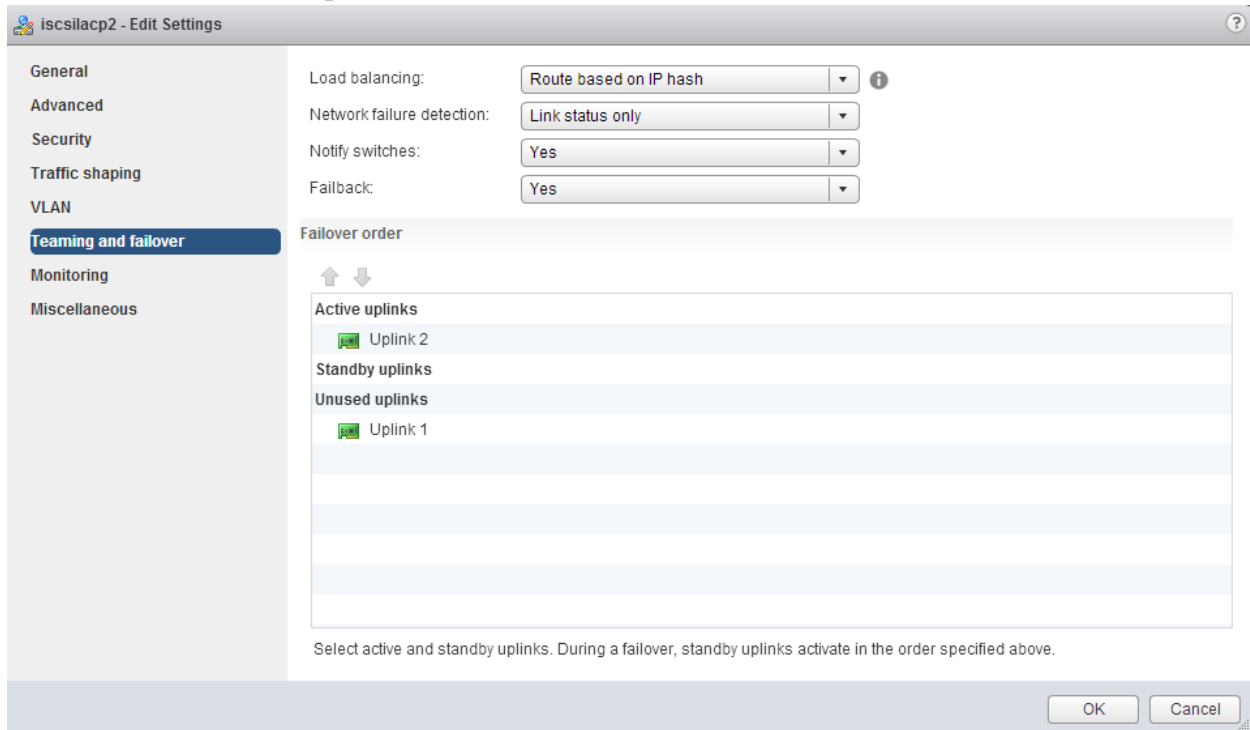 iscsilacp2 - Edit Settings
?
General
Advanced
Security
Traffic shaping
VLAN
Teaming and failover
Monitoring
Miscellaneous
Load balancing: Route based on IP hash
Network failure detection: Link status only
Notify switches: Yes
Failback: Yes
Failover order
Active uplinks
Uplink 2
Standby uplinks
Unused uplinks
Uplink 1
Select active and standby uplinks. During a failover, standby uplinks activate in the order specified above.
OK Cancel